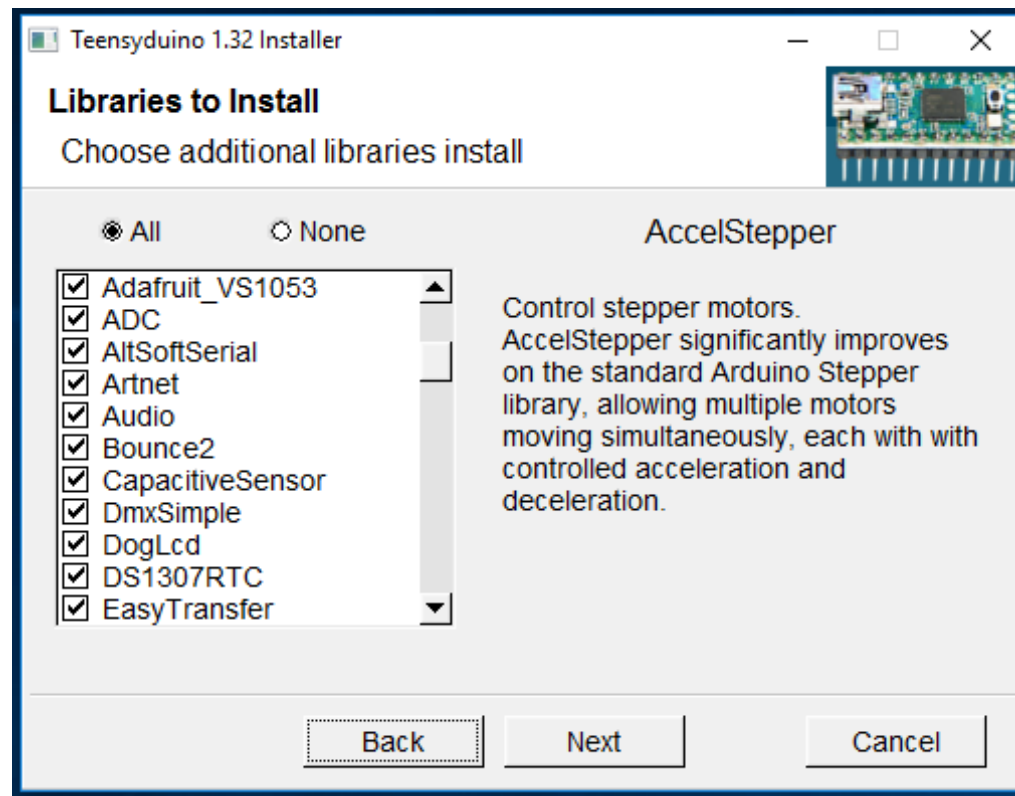 Teensyduino 1.32 Installer
Libraries to Install
Choose additional libraries install
All
None
Adafruit_VS1053
ADC
AltSoftSerial
Artnet
Audio
Bounce2
CapacitiveSensor
DmxSimple
DogLcd
DS1307RTC
EasyTransfer
AccelStepper
Control stepper motors.
AccelStepper significantly improves
on the standard Arduino Stepper
library, allowing multiple motors
moving simultaneously, each with with
controlled acceleration and
deceleration.
Back
Next
Cancel